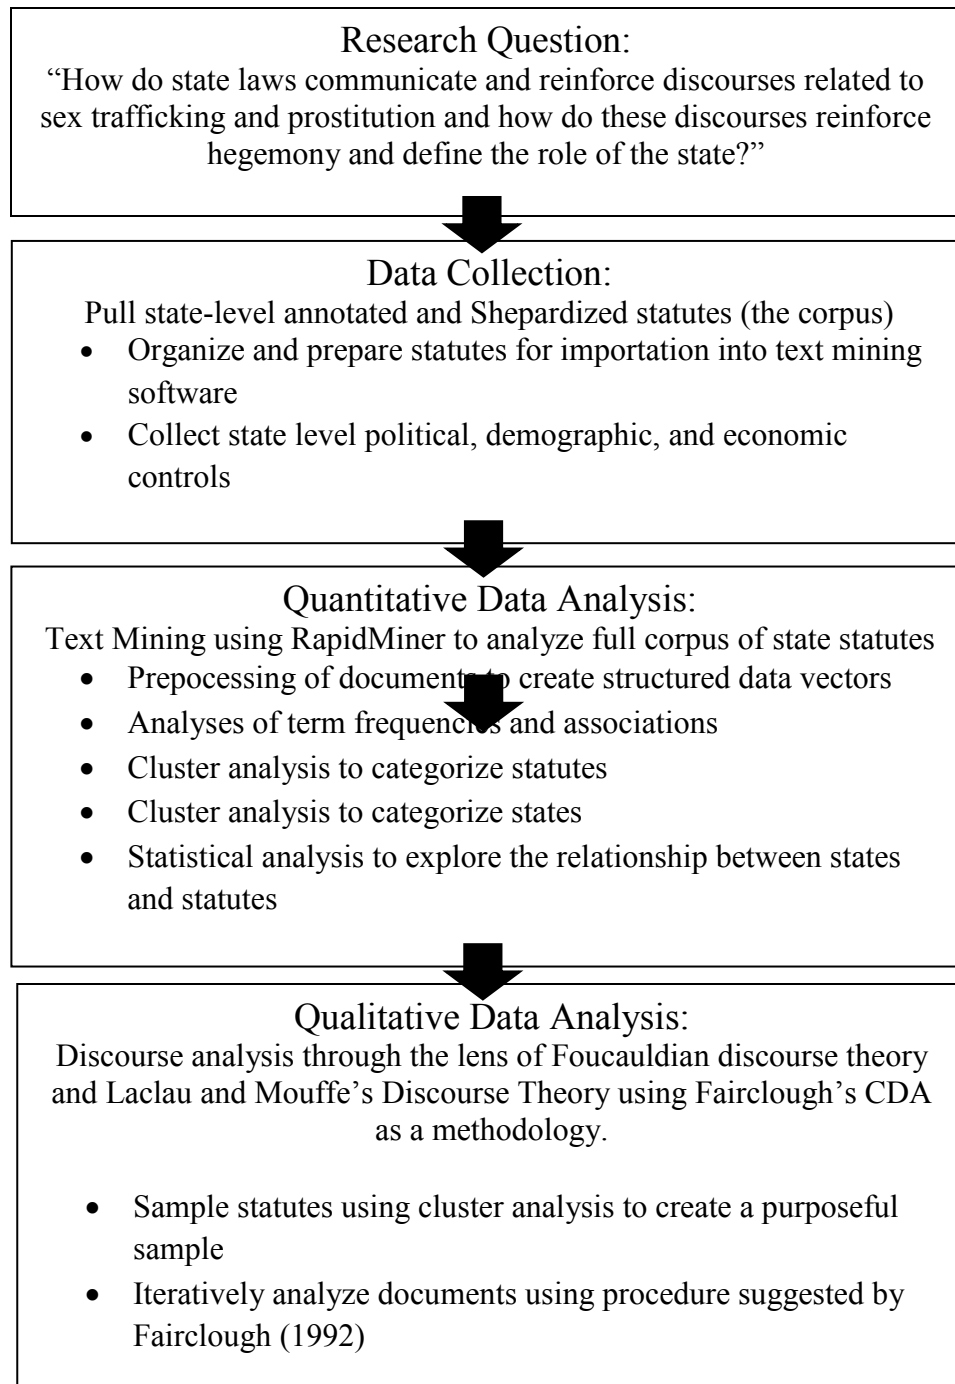 Research Question:
“How do state laws communicate and reinforce discourses related to
sex trafficking and prostitution and how do these discourses reinforce
hegemony and define the role of the state?”
Data Collection:
Pull state-level annotated and Shepardized statutes (the corpus)
• Organize and prepare statutes for importation into text mining
software
• Collect state level political, demographic, and economic
controls
Quantitative Data Analysis:
Text Mining using RapidMiner to analyze full corpus of state statutes
• Prepocessing of documents to create structured data vectors
• Analyses of term frequencies and associations
• Cluster analysis to categorize statutes
• Cluster analysis to categorize states
• Statistical analysis to explore the relationship between states
and statutes
Qualitative Data Analysis:
Discourse analysis through the lens of Foucauldian discourse theory
and Laclau and Mouffe’s Discourse Theory using Fairclough’s CDA
as a methodology.
• Sample statutes using cluster analysis to create a purposeful
sample
• Iteratively analyze documents using procedure suggested by
Fairclough (1992)